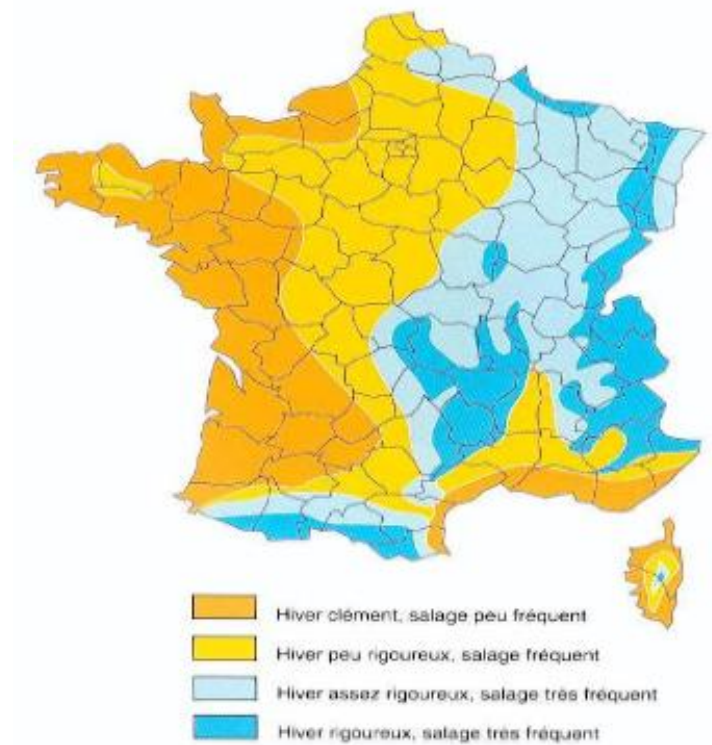 Hiver clément, salage peu fréquent
Hiver peu rigoureux, salage fréquent
Hiver assez rigoureux, salage très fréquent
Hiver rigoureux, salage très fréquent